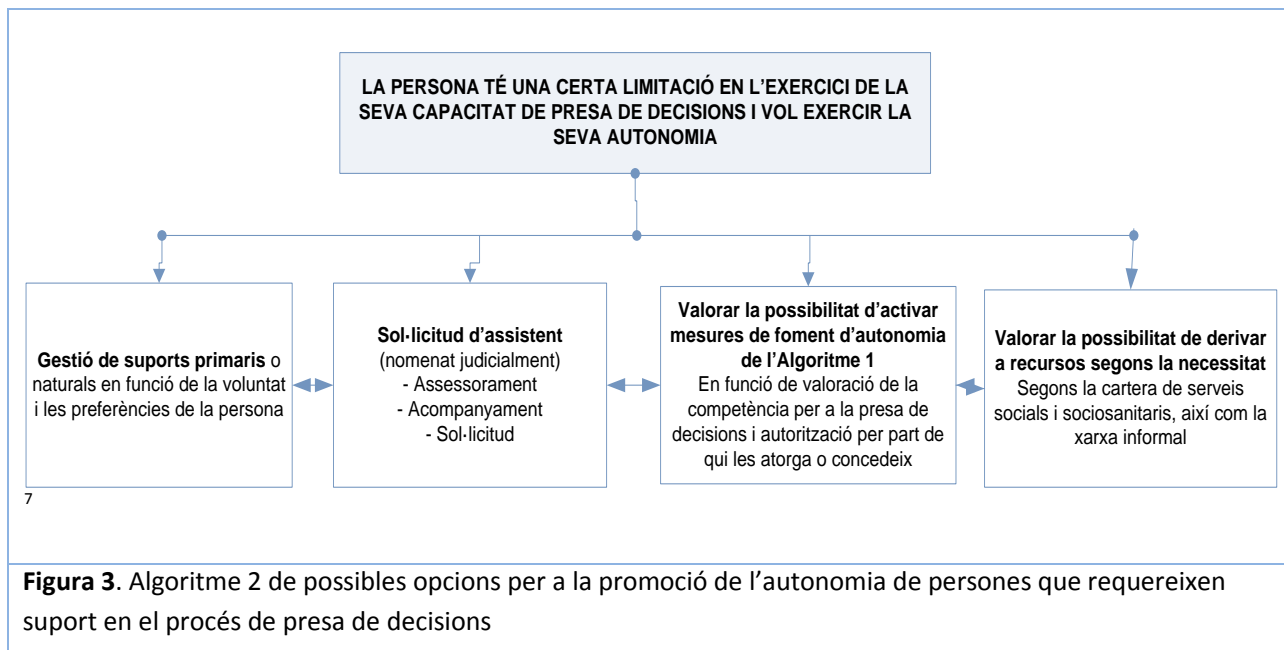 LA PERSONA TÉ UNA CERTA LIMITACIÓ EN L'EXERCICI DE LA
SEVA CAPACITAT DE PRESA DE DECISIONS I VOL EXERCIR LA
SEVA AUTONOMIA
Gestió de suports primaris o
naturals en funció de la voluntat
i les preferències de la persona
Sol·licitud d'assistent
(nomenat judicialment)
- Assessorament
- Acompanyament
- Sol·licitud
Valorar la possibilitat d'activar
mesures de foment d'autonomia
de l'Algoritme 1
En funció de valoració de la
competència per a la presa de
decisions i autorització per part de
qui les atorga o concedeix
Valorar la possibilitat de derivar
a recursos segons la necessitat
Segons la cartera de serveis
socials i sociosanitaris, així com la
xarxa informal
7
Figura 3. Algoritme 2 de possibles opcions per a la promoció de l'autonomia de persones que requereixen
suport en el procés de presa de decisions